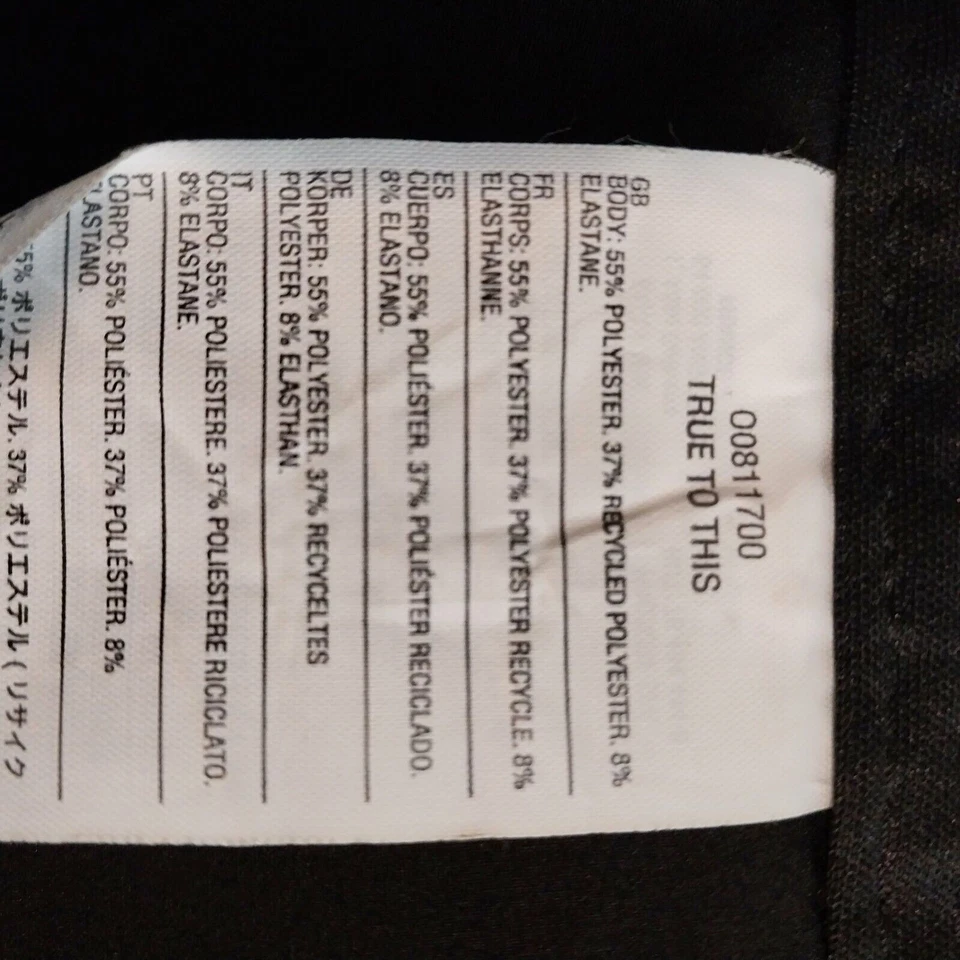 00811700
TRUE TO THIS
GB
BODY: 55% POLYESTER. 37% RECYCLED POLYESTER. 8%
ELASTANE.
FR
CORPS: 55% POLYESTER. 37% POLYESTER RECYCLE. 8%
ELASTHANNE.
ES
CUERPO: 55% POLIÉSTER. 37% POLIÉSTER RECICLADO.
8% ELASTANO.
DE
KÖRPER: 55% POLYESTER. 37% RECYCELTES
POLYESTER. 8% ELASTHAN.
IT
CORPO: 55% POLIESTERE. 37% POLIESTERE RICICLATO.
8% ELASTANE.
PT
CORPO: 55% POLIÉSTER. 37% POLIÉSTER. 8%
LASTANO.
5% ポリエステル. 37% ポリエステル (リサイク